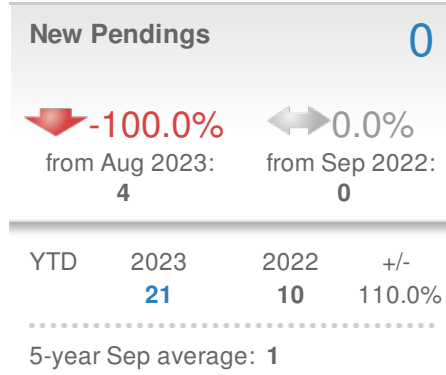 New Pendings 0
-100.0% 0.0%
from Aug 2023: from Sep 2022:
4 0
YTD 2023 2022 +/-
21 10 110.0%
5-year Sep average: 1